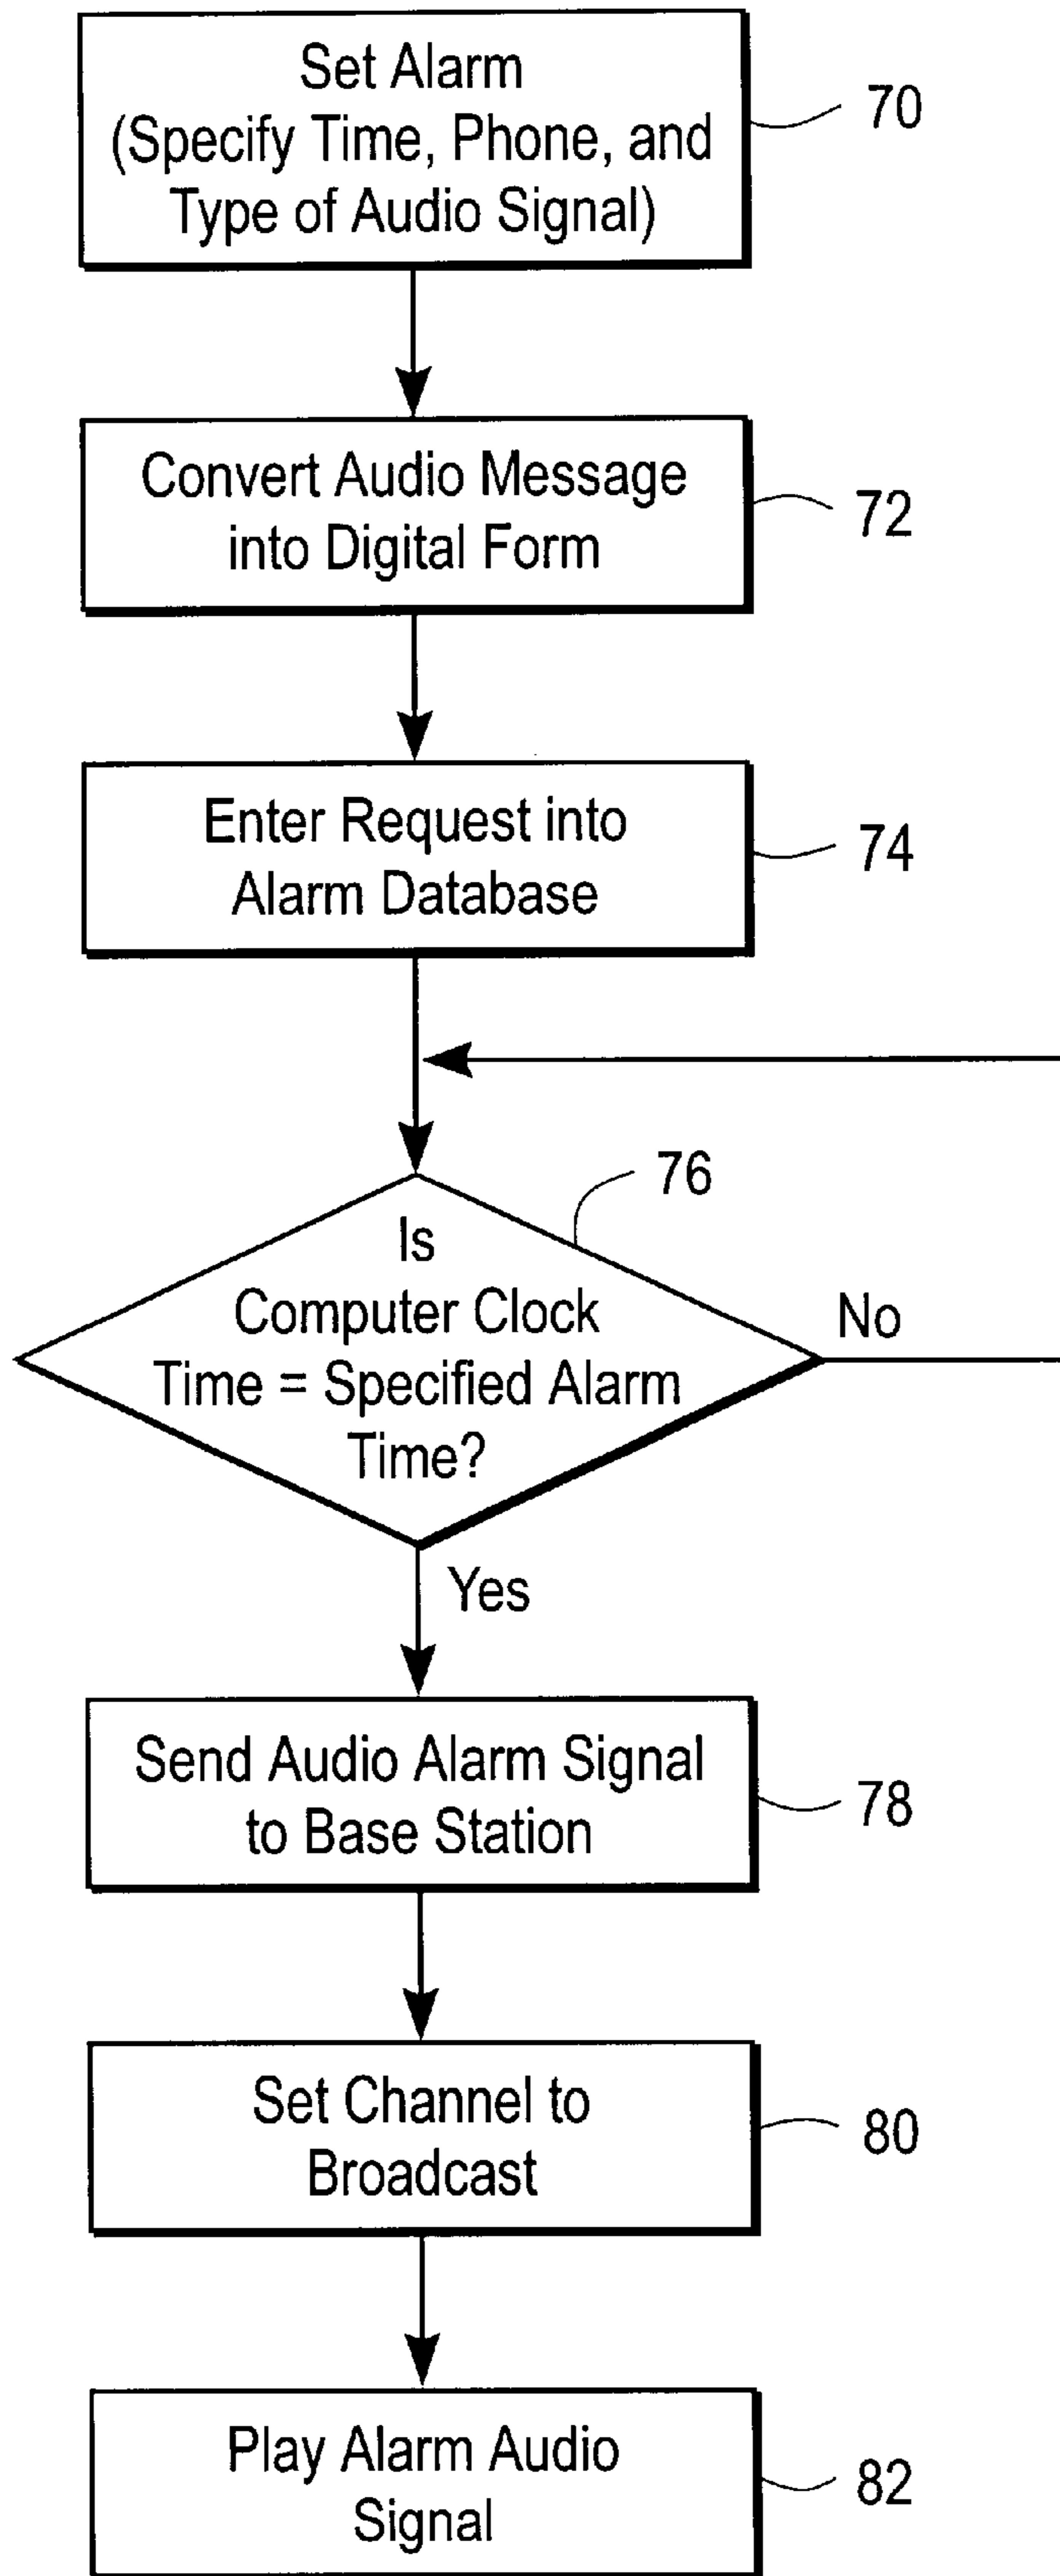 Set Alarm
(Specify Time, Phone, and
Type of Audio Signal)
70
Convert Audio Message
into Digital Form
72
Enter Request into
Alarm Database
74
76
Is
Computer Clock
Time = Specified Alarm
Time?
No
Yes
Send Audio Alarm Signal
to Base Station
78
Set Channel to
Broadcast
80
Play Alarm Audio
Signal
82